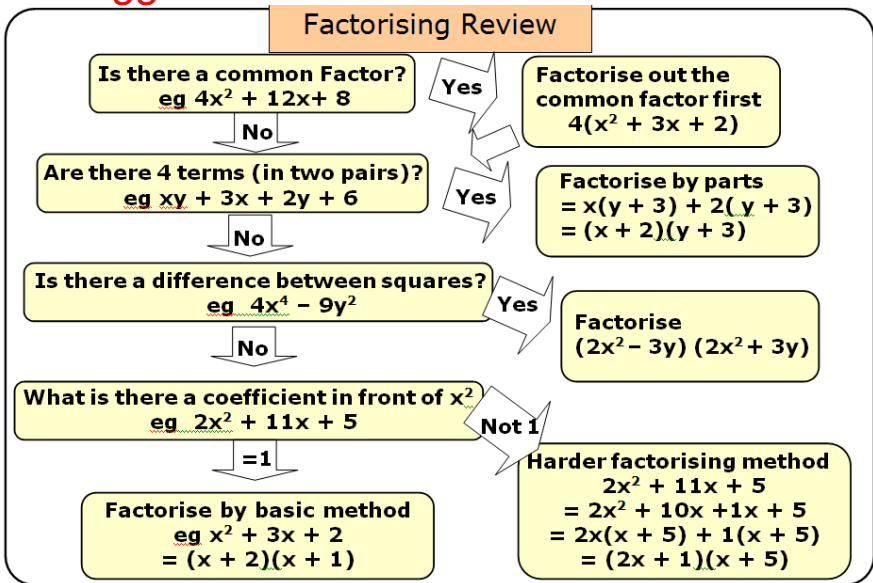 Factorising Review
Is there a common Factor?
eg 4x² + 12x+ 8
Yes
Factorise out the
common factor first
4(x² + 3x + 2)
No
Are there 4 terms (in two pairs)?
eg xy + 3x + 2y + 6
Yes
Factorise by parts
= x(y + 3) + 2( y + 3)
= (x + 2)(y + 3)
No
Is there a difference between squares?
eg 4x⁴ – 9y²
Yes
Factorise
(2x² – 3y) (2x² + 3y)
No
What is there a coefficient in front of x²
eg 2x² + 11x + 5
Not 1
Harder factorising method
2x² + 11x + 5
= 2x² + 10x +1x + 5
= 2x(x + 5) + 1(x + 5)
= (2x + 1)(x + 5)
=1
Factorise by basic method
eg x² + 3x + 2
= (x + 2)(x + 1)